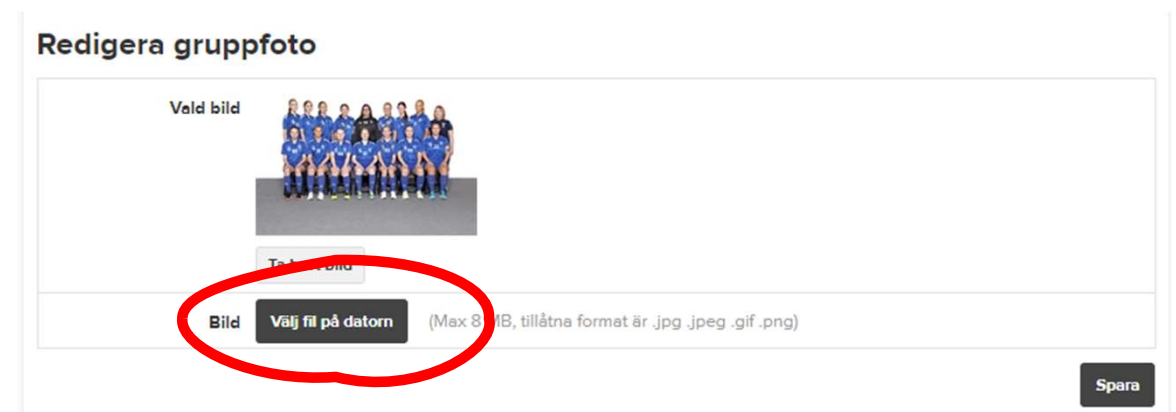 Redigera gruppfoto
Vald bild
bild
Bild Välj fil på datorn (Max 8 MB, tillåtna format är .jpg .jpeg .gif .png)
Spara